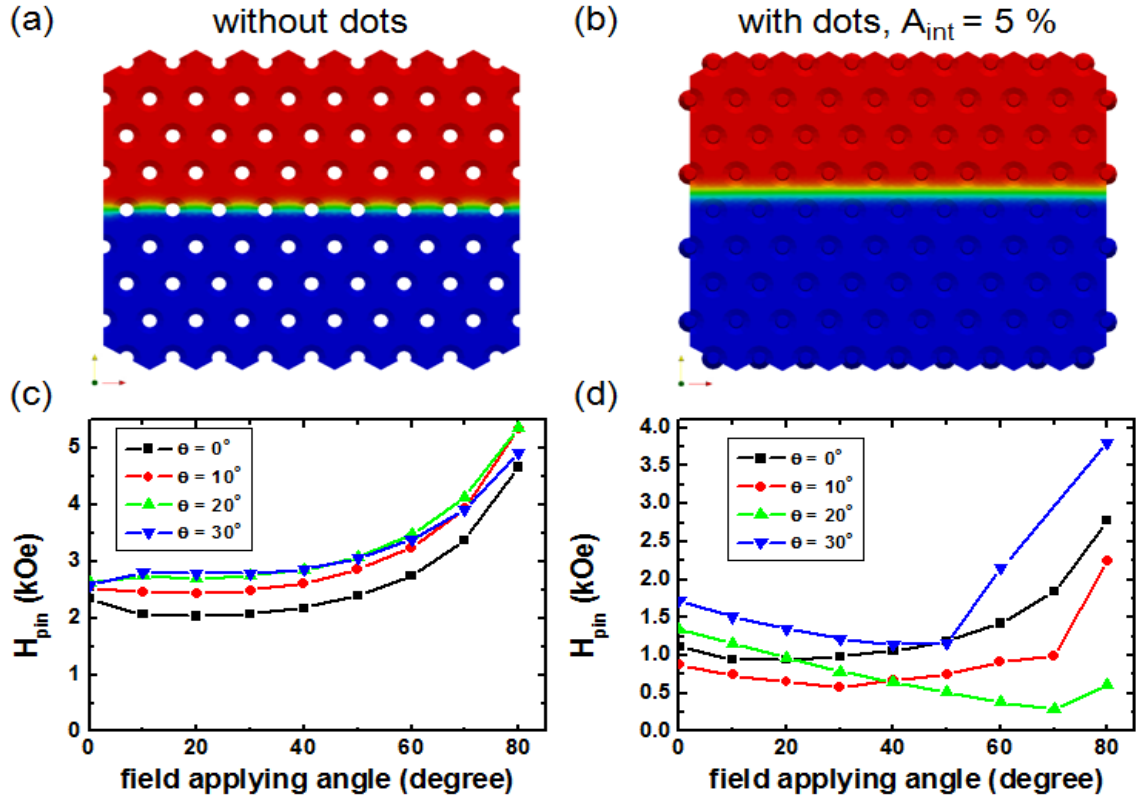 (a) without dots
(b) with dots, A_int = 5 %
(c)
H_pin (kOe)
5
4
3
2
1
0
θ = 0°
θ = 10°
θ = 20°
θ = 30°
0 20 40 60 80
field applying angle (degree)
(d)
H_pin (kOe)
4.0
3.5
3.0
2.5
2.0
1.5
1.0
0.5
0.0
θ = 0°
θ = 10°
θ = 20°
θ = 30°
0 20 40 60 80
field applying angle (degree)